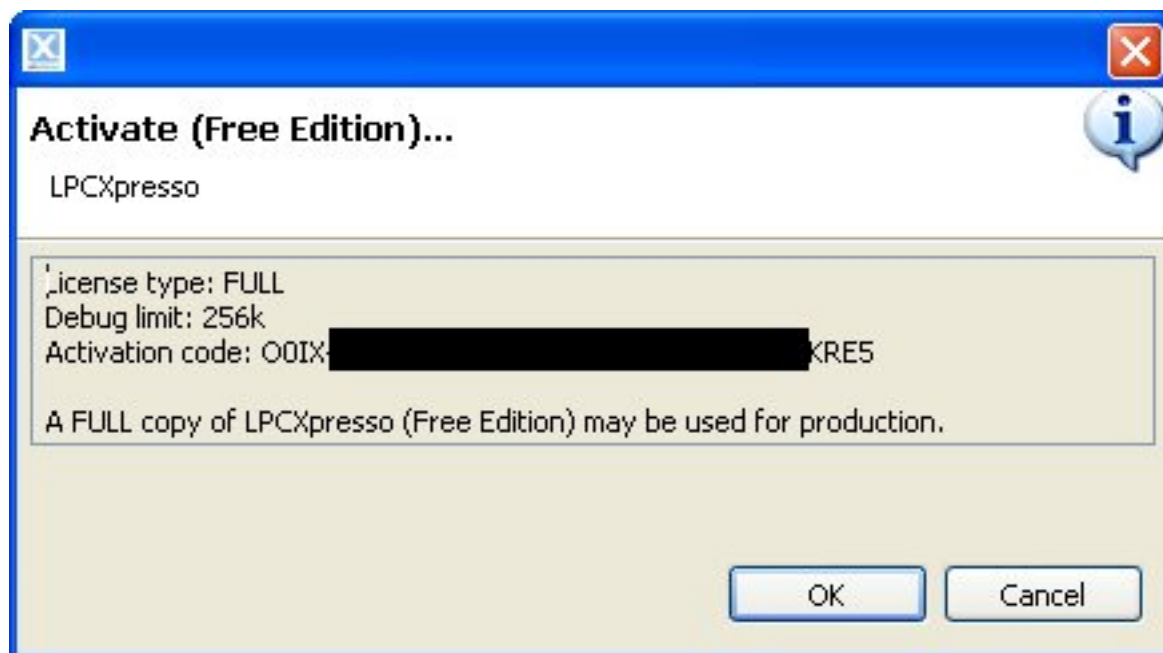 Activate (Free Edition)...
LPCXpresso
License type: FULL
Debug limit: 256k
Activation code: O0IX-KRE5
A FULL copy of LPCXpresso (Free Edition) may be used for production.
OK Cancel